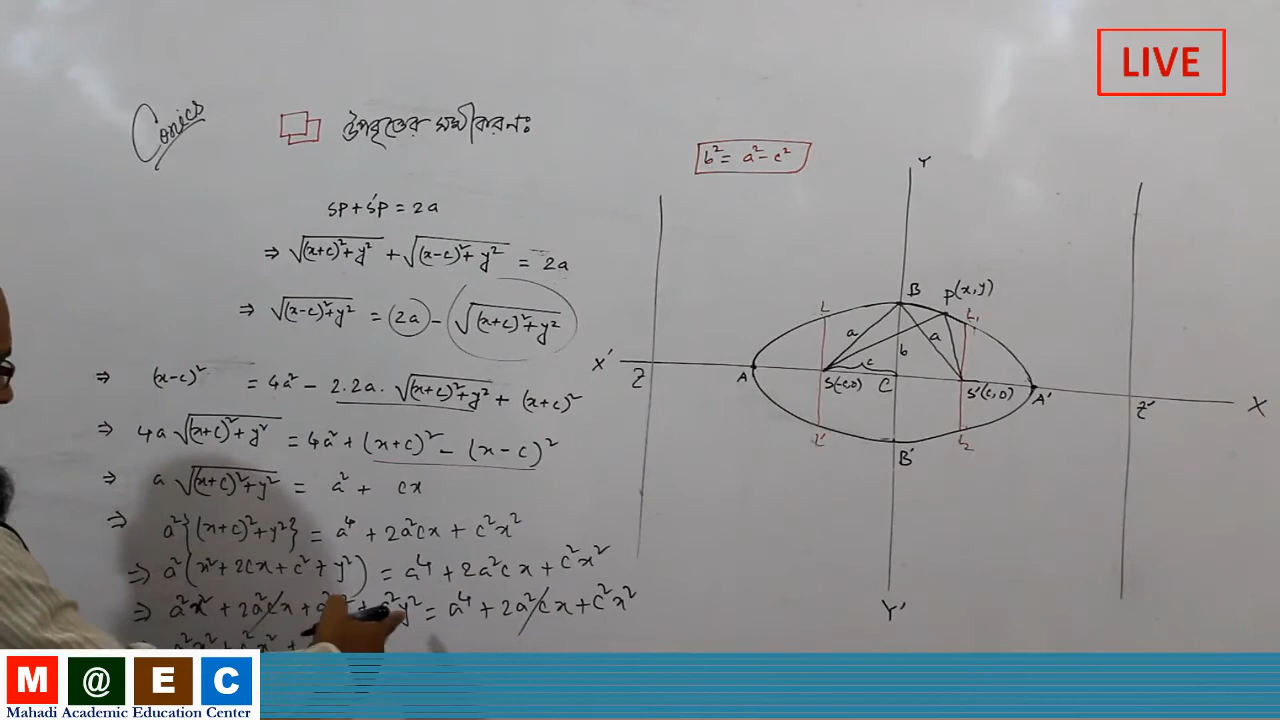 LIVE
Conics
উপবৃত্তের সমীকরণঃ
b² = a² - c²
SP + S'P = 2a
⇒ √(x+c)²+y² + √(x-c)²+y² = 2a
⇒ √(x-c)²+y² = 2a - √(x+c)²+y²
⇒ (x-c)² = 4a² - 2.2a. √(x+c)²+y² + (x+c)²
⇒ 4a √(x+c)²+y² = 4a² + (x+c)² - (x-c)²
⇒ a √(x+c)²+y² = a² + cx
⇒ a²{(x+c)²+y²} = a⁴ + 2a²cx + c²x²
⇒ a²(x²+2cx+c²+y²) = a⁴ + 2a²cx + c²x²
⇒ a²x² + 2a²cx + y² = a⁴ + 2a²cx + c²x²
Y
B
P(x,y)
L
L₁
a
a
b
X'
Z
A
c
S(-c,0)
C
S'(c,0)
A'
Z'
X
L'
L₂
B'
Y'
M @ E C
Mahadi Academic Education Center